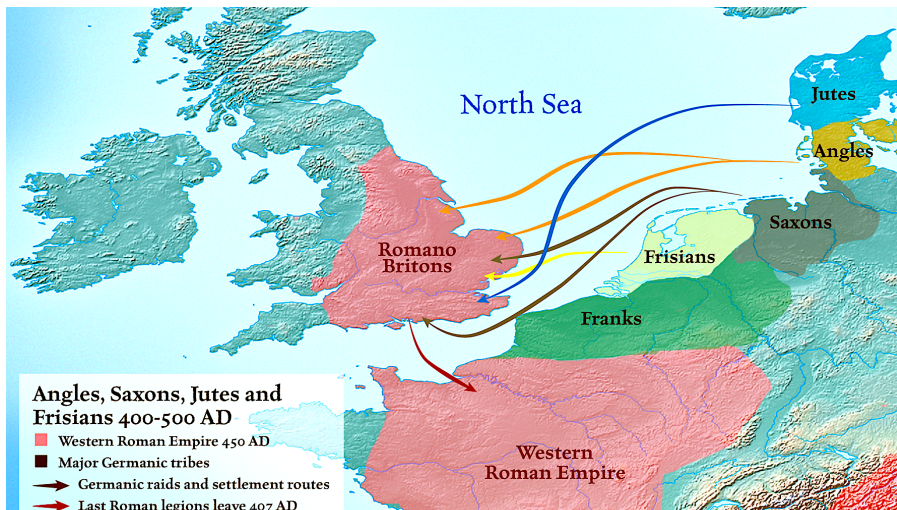 North Sea
Jutes
Angles
Saxons
Frisians
Romano
Britons
Franks
Western
Roman Empire
Angles, Saxons, Jutes and
Frisians 400-500 AD
Western Roman Empire 450 AD
Major Germanic tribes
Germanic raids and settlement routes
Last Roman legions leave 407 AD